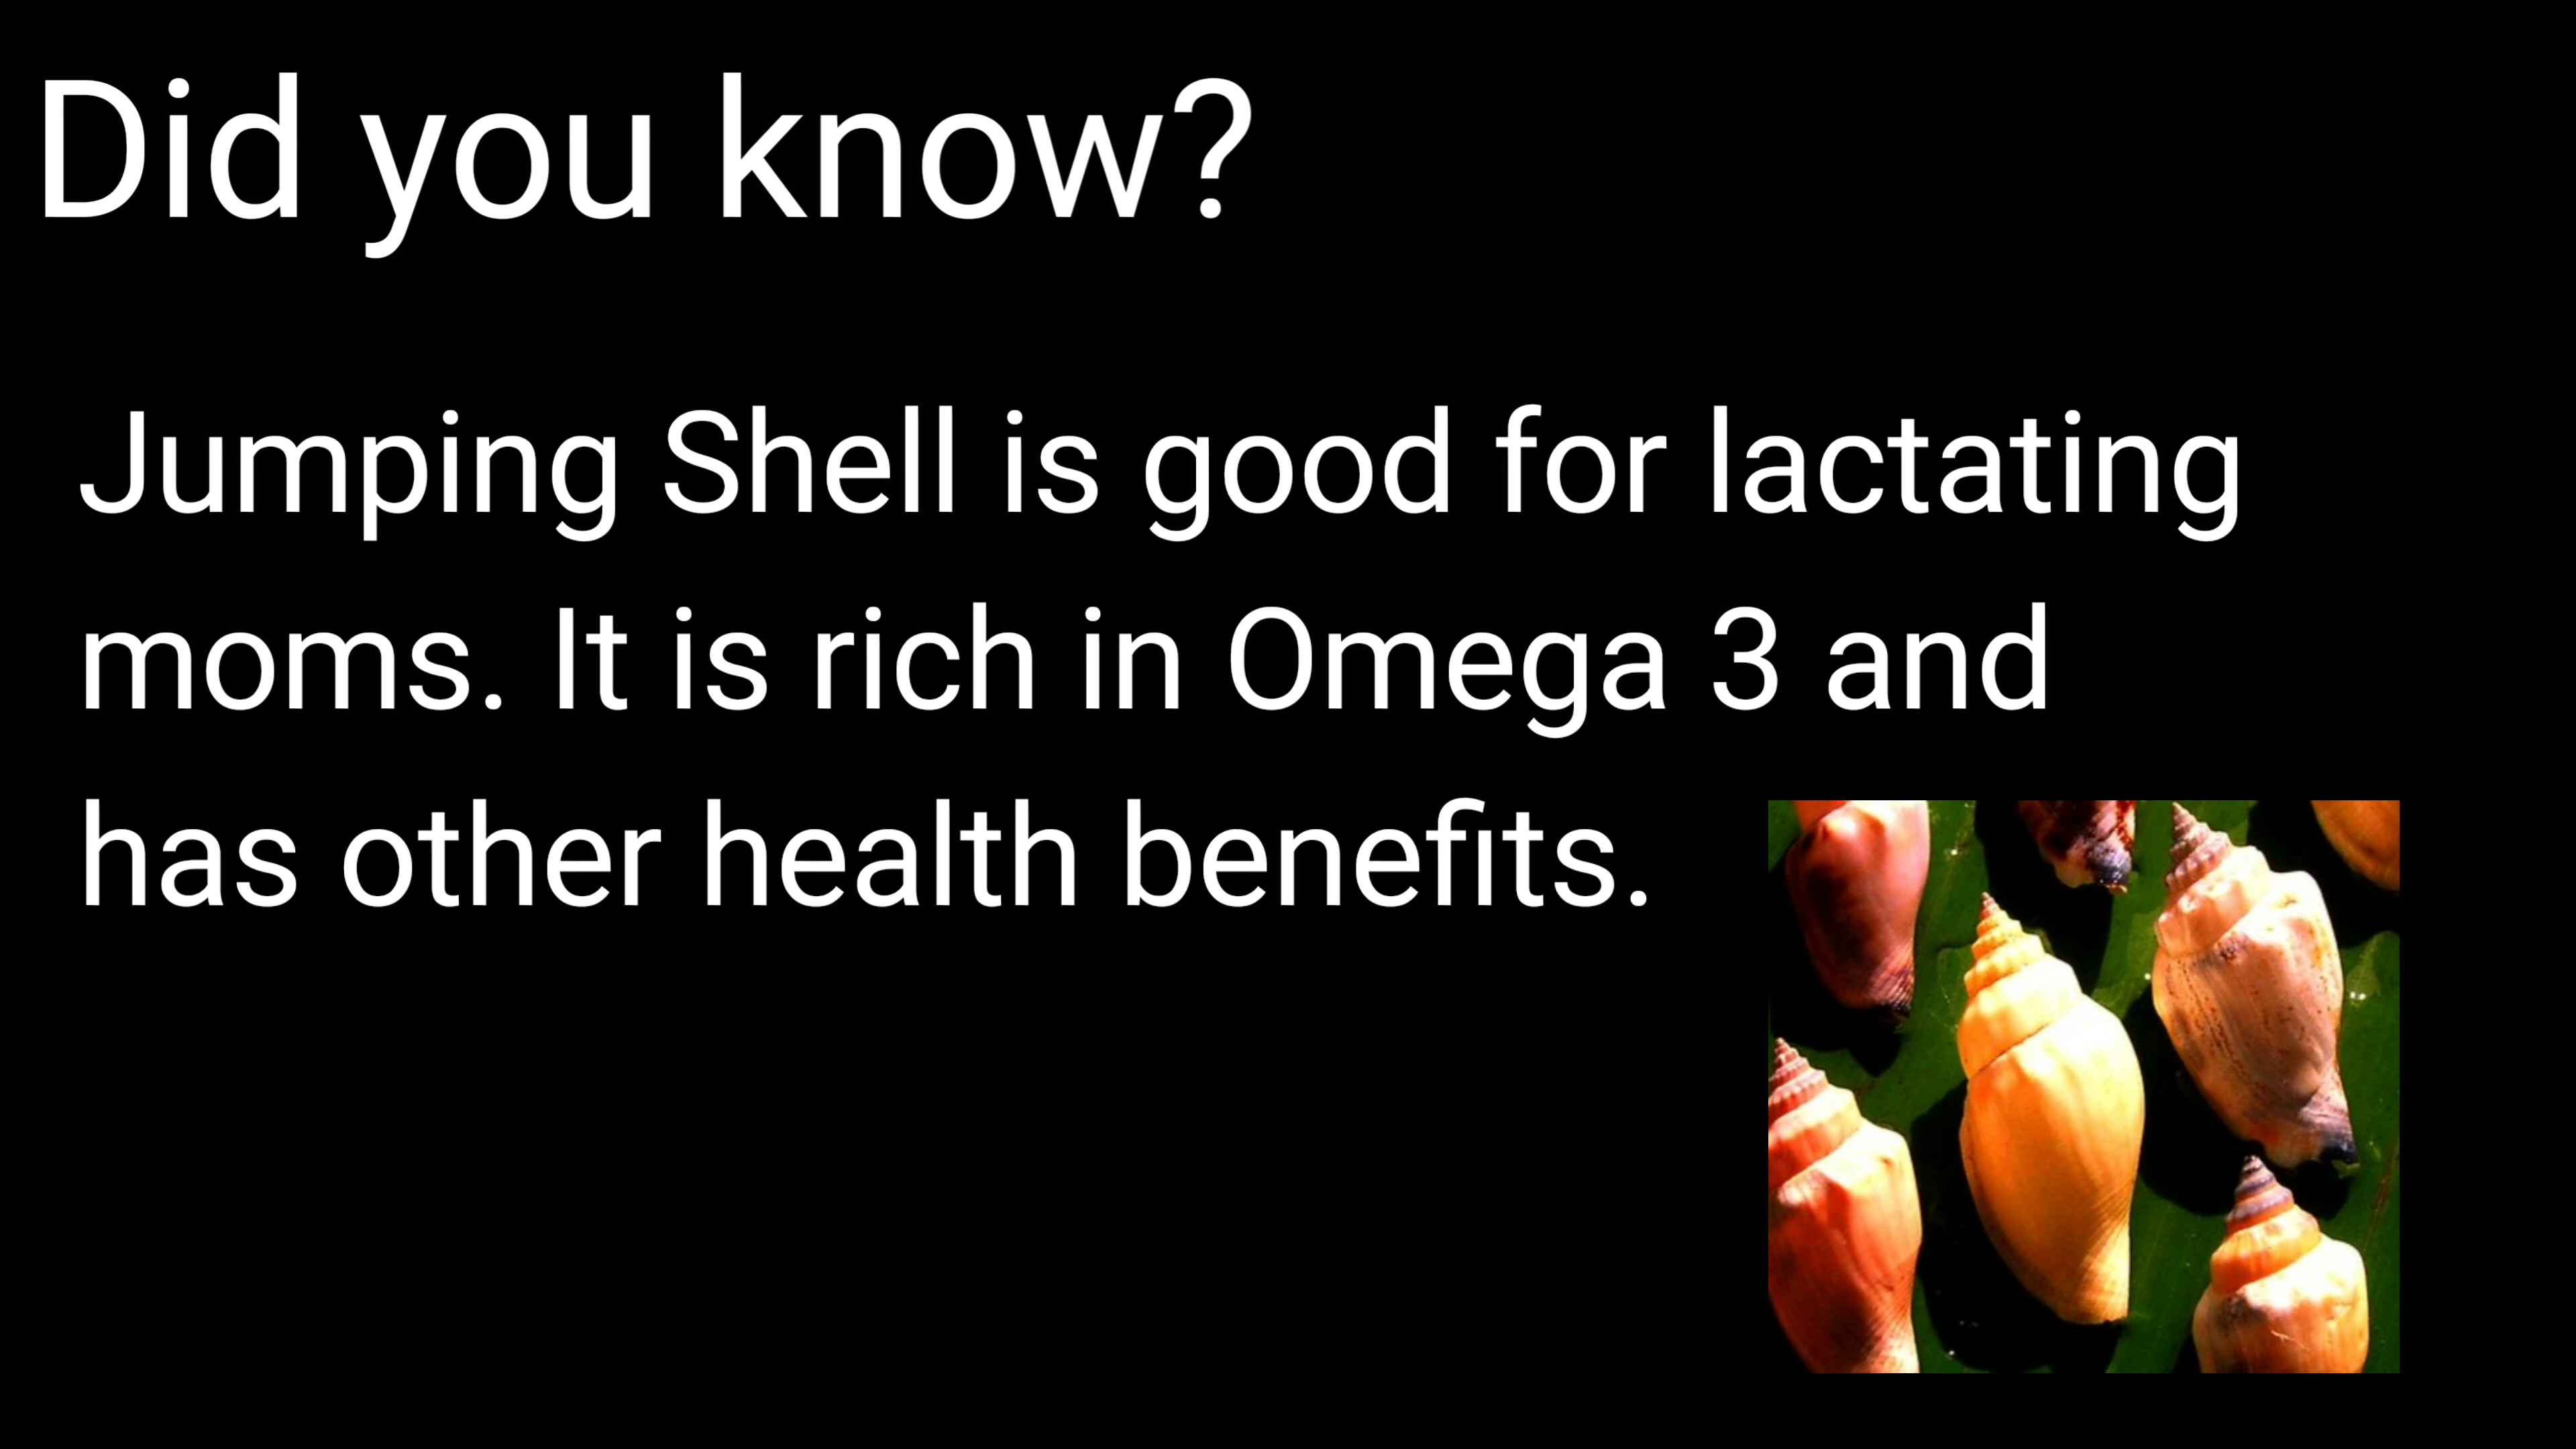 Did you know?
Jumping Shell is good for lactating
moms. It is rich in Omega 3 and
has other health benefits.